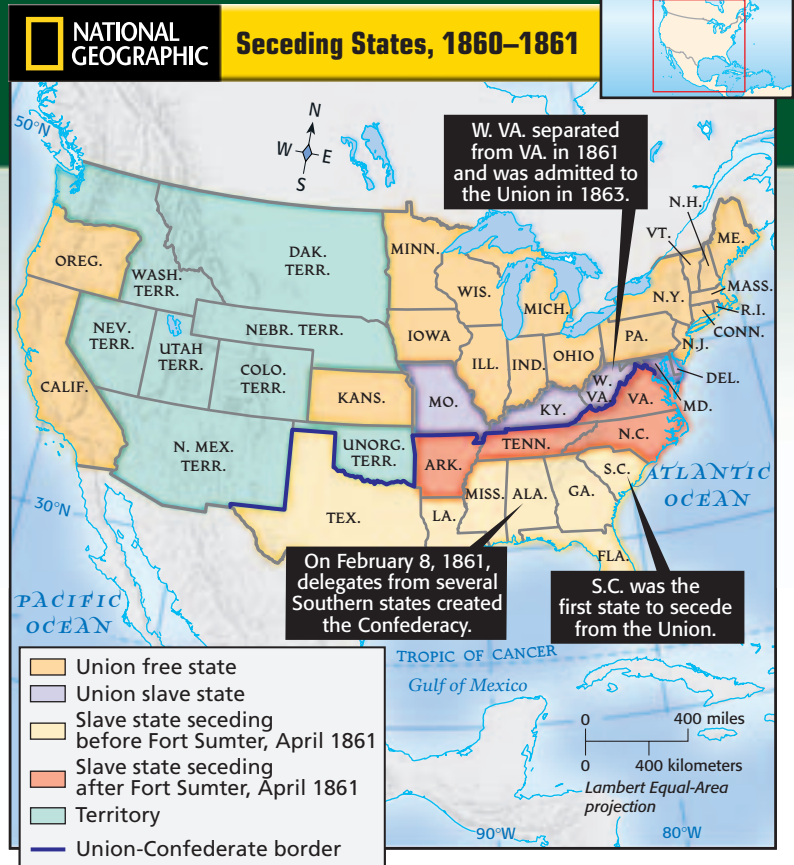 NATIONAL
GEOGRAPHIC
Seceding States, 1860–1861
50°N
N
W
E
S
W. VA. separated
from VA. in 1861
and was admitted to
the Union in 1863.
N.H.
VT.
ME.
OREG.
WASH.
TERR.
DAK.
TERR.
MINN.
WIS.
MICH.
N.Y.
MASS.
R.I.
CONN.
NEV.
TERR.
UTAH
TERR.
NEBR. TERR.
IOWA
ILL.
IND.
OHIO
PA.
N.J.
COLO.
TERR.
CALIF.
KANS.
MO.
KY.
W.
VA.
VA.
DEL.
MD.
N. MEX.
TERR.
UNORG.
TERR.
ARK.
TENN.
N.C.
S.C.
ATLANTIC
OCEAN
30°N
TEX.
LA.
MISS.
ALA.
GA.
FLA.
On February 8, 1861,
delegates from several
Southern states created
the Confederacy.
S.C. was the
first state to secede
from the Union.
PACIFIC
OCEAN
TROPIC OF CANCER
Gulf of Mexico
Union free state
Union slave state
Slave state seceding
before Fort Sumter, April 1861
Slave state seceding
after Fort Sumter, April 1861
Territory
Union-Confederate border
0 400 miles
0 400 kilometers
Lambert Equal-Area
projection
90°W
80°W